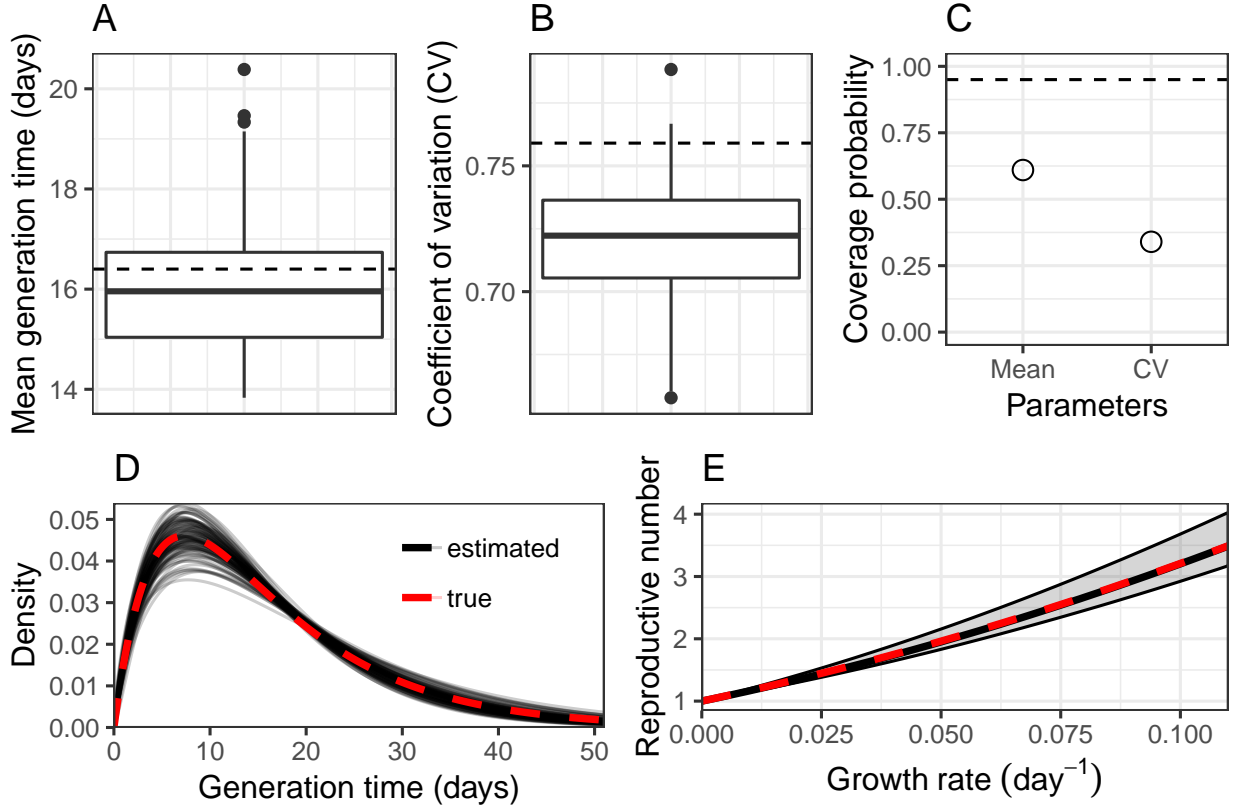 A
Mean generation time (days)
20
18
16
14
B
Coefficient of variation (CV)
0.75
0.70
C
Coverage probability
1.00
0.75
0.50
0.25
0.00
Mean
CV
Parameters
D
Density
0.05
0.04
0.03
0.02
0.01
0.00
estimated
true
0
10
20
30
40
50
Generation time (days)
E
Reproductive number
4
3
2
1
0.000
0.025
0.050
0.075
0.100
Growth rate (day⁻¹)